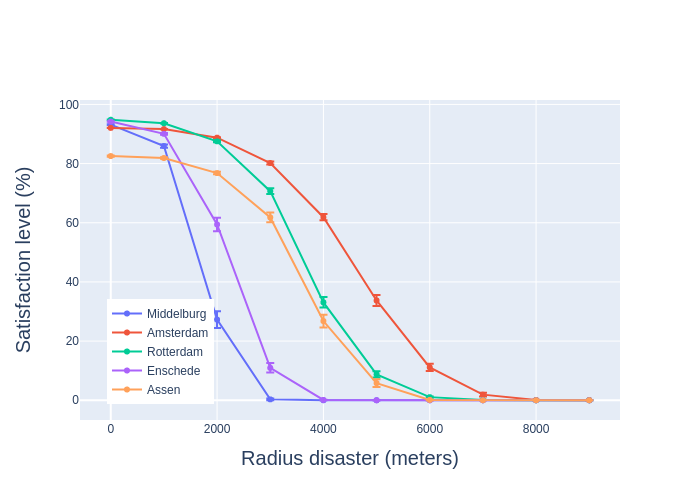 100
80
60
40
20
0
Satisfaction level (%)
Middelburg
Amsterdam
Rotterdam
Enschede
Assen
0 2000 4000 6000 8000
Radius disaster (meters)